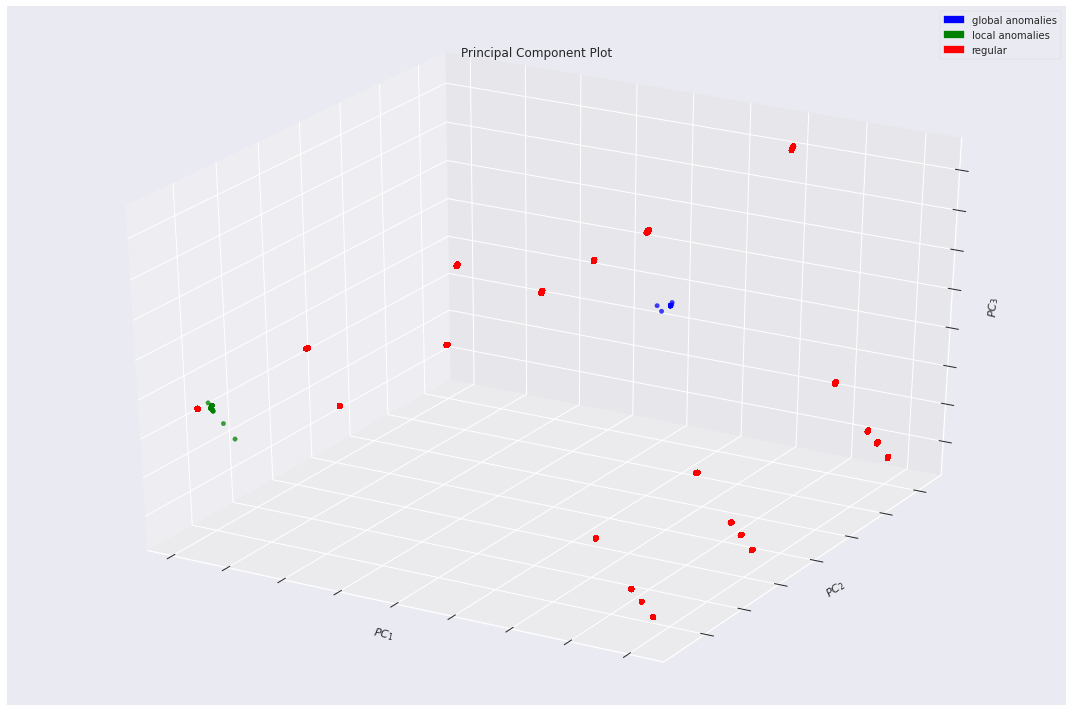 global anomalies
local anomalies
regular
Principal Component Plot
PC₃
PC₂
PC₁